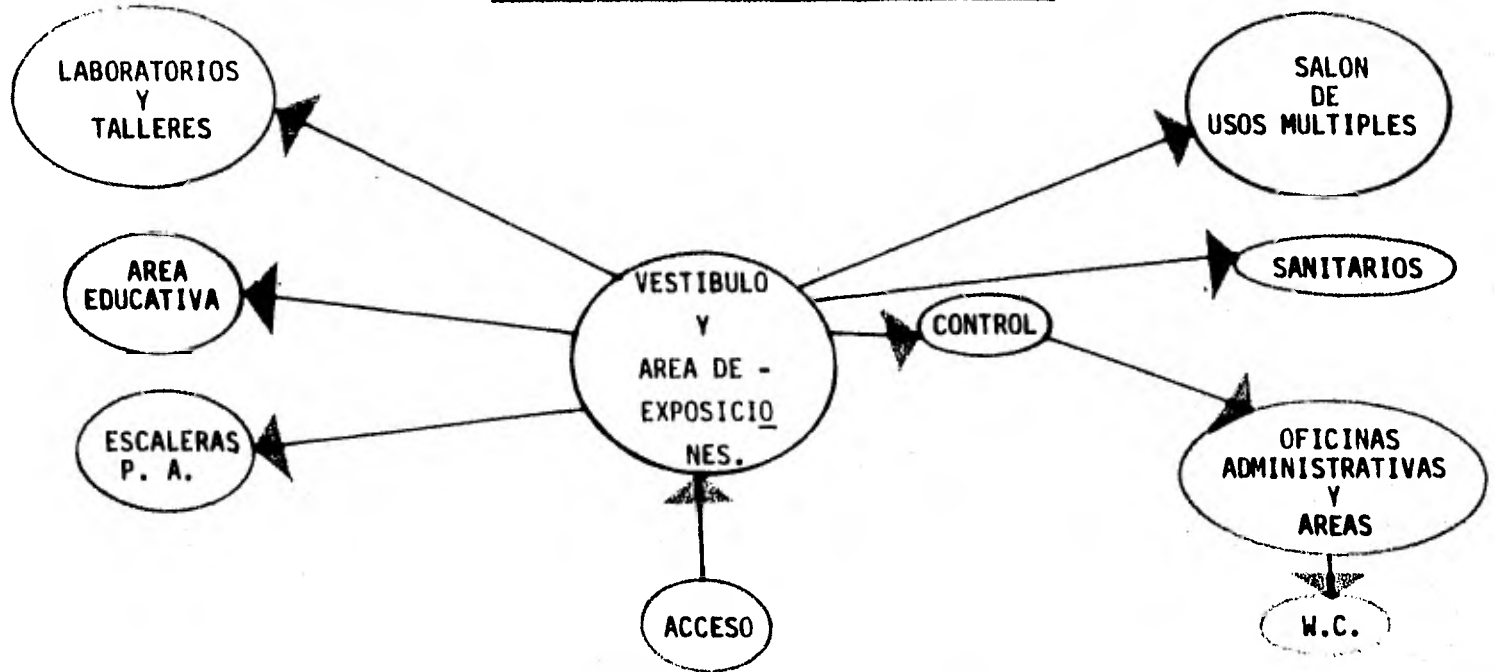 LABORATORIOS
Y
TALLERES
SALON
DE
USOS MULTIPLES
AREA
EDUCATIVA
VESTIBULO
Y
AREA DE -
EXPOSICIO
NES.
SANITARIOS
CONTROL
ESCALERAS
P. A.
OFICINAS
ADMINISTRATIVAS
Y
AREAS
ACCESO
W.C.